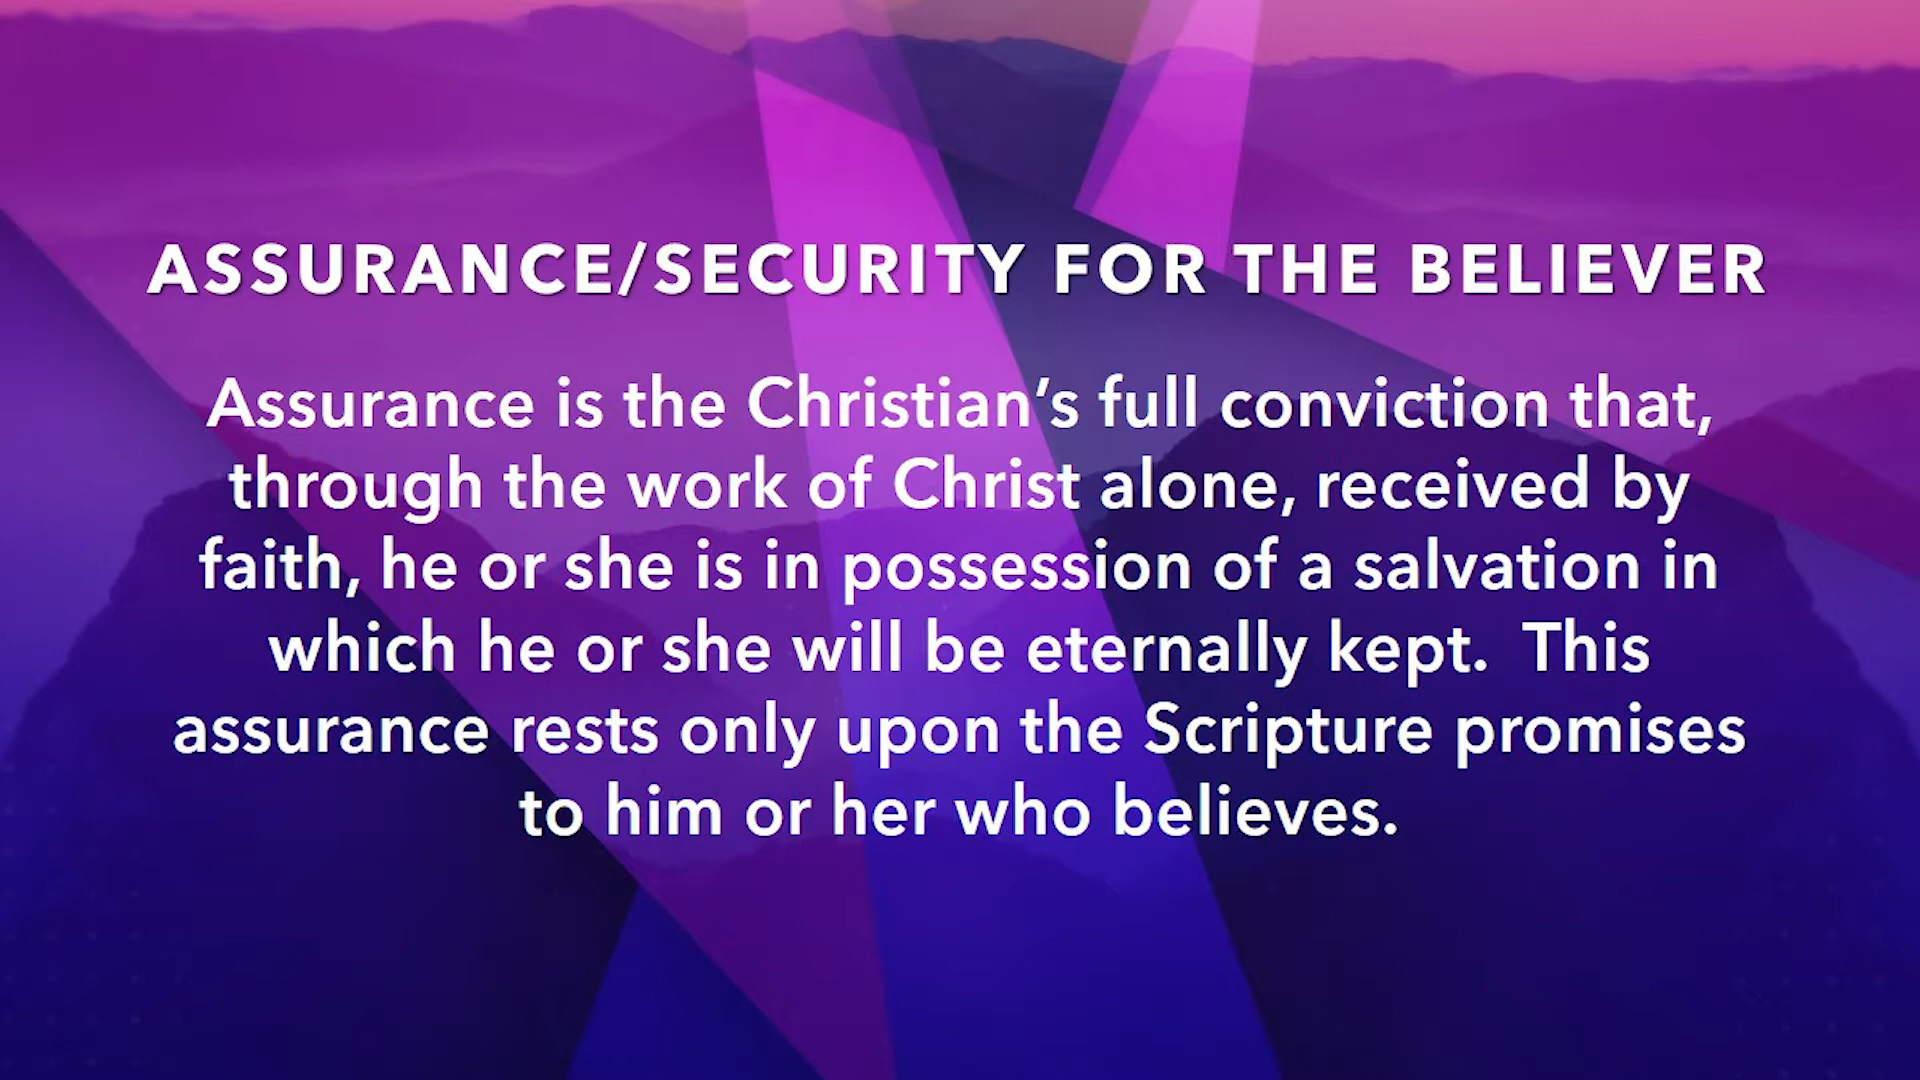 ASSURANCE/SECURITY FOR THE BELIEVER
Assurance is the Christian’s full conviction that,
through the work of Christ alone, received by
faith, he or she is in possession of a salvation in
which he or she will be eternally kept.  This
assurance rests only upon the Scripture promises
to him or her who believes.